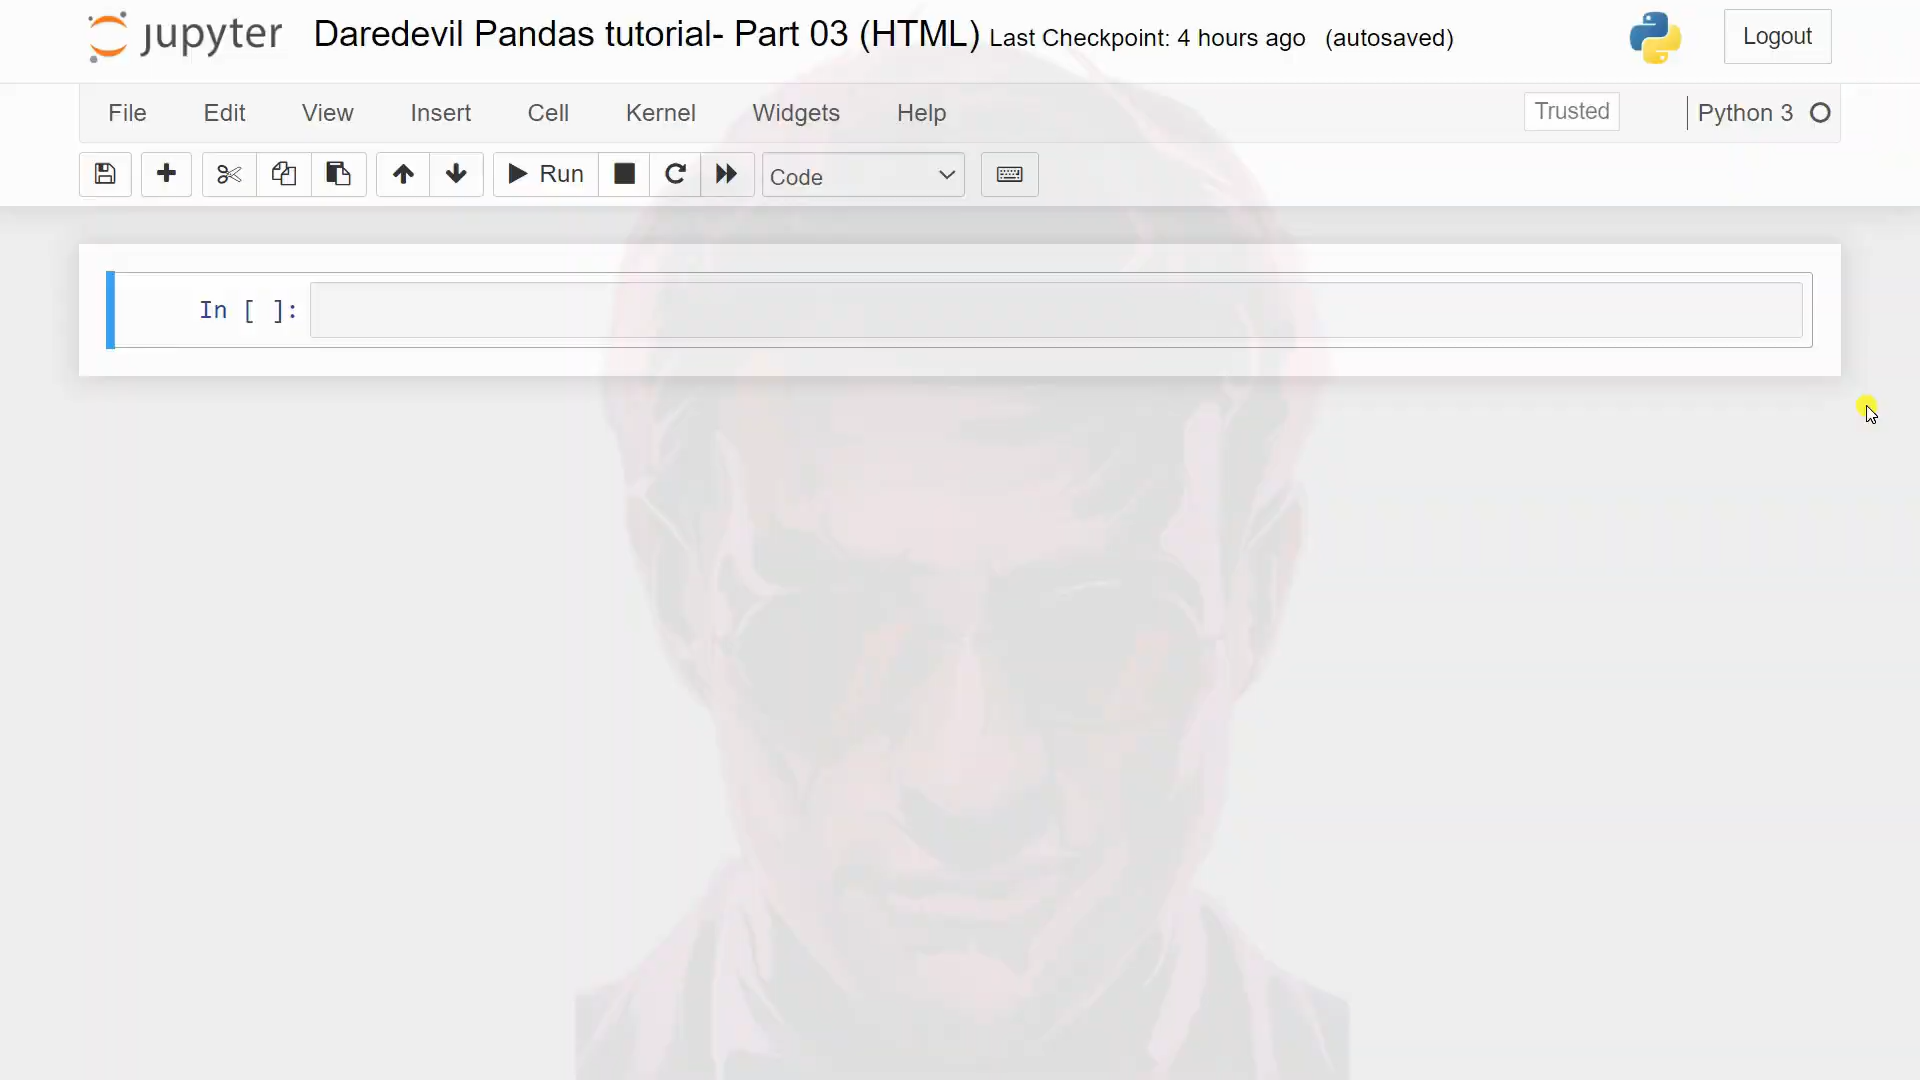 jupyter Daredevil Pandas tutorial- Part 03 (HTML) Last Checkpoint: 4 hours ago (autosaved) Logout
File Edit View Insert Cell Kernel Widgets Help Trusted Python 3
Run Code
In [ ]: